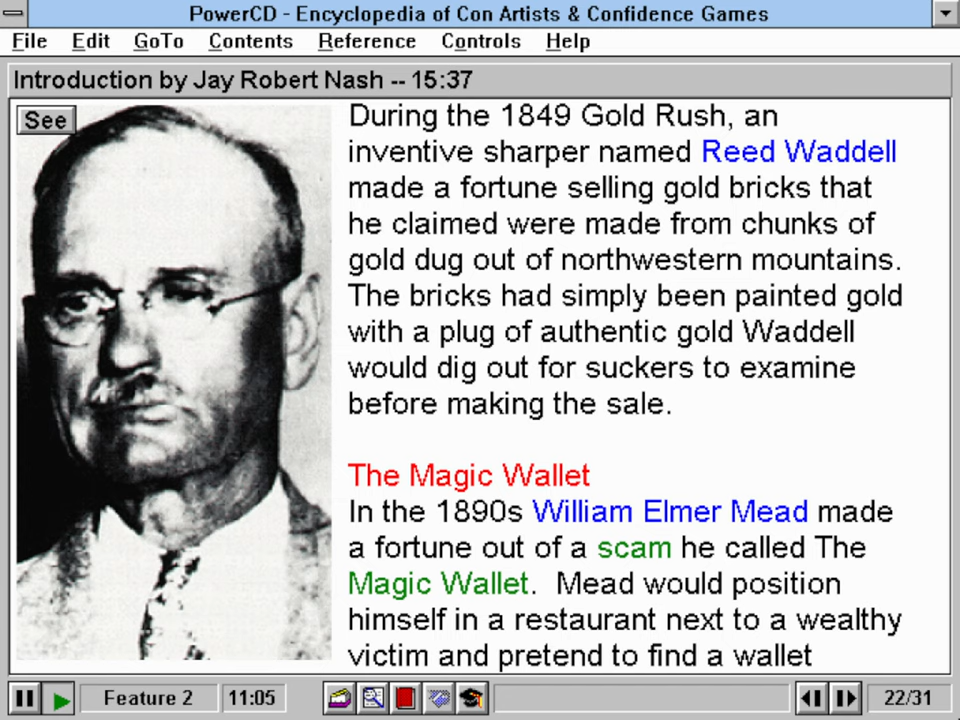 PowerCD - Encyclopedia of Con Artists & Confidence Games
File Edit GoTo Contents Reference Controls Help
Introduction by Jay Robert Nash -- 15:37
See
During the 1849 Gold Rush, an
inventive sharper named Reed Waddell
made a fortune selling gold bricks that
he claimed were made from chunks of
gold dug out of northwestern mountains.
The bricks had simply been painted gold
with a plug of authentic gold Waddell
would dig out for suckers to examine
before making the sale.
The Magic Wallet
In the 1890s William Elmer Mead made
a fortune out of a scam he called The
Magic Wallet.  Mead would position
himself in a restaurant next to a wealthy
victim and pretend to find a wallet
Feature 2 11:05 22/31